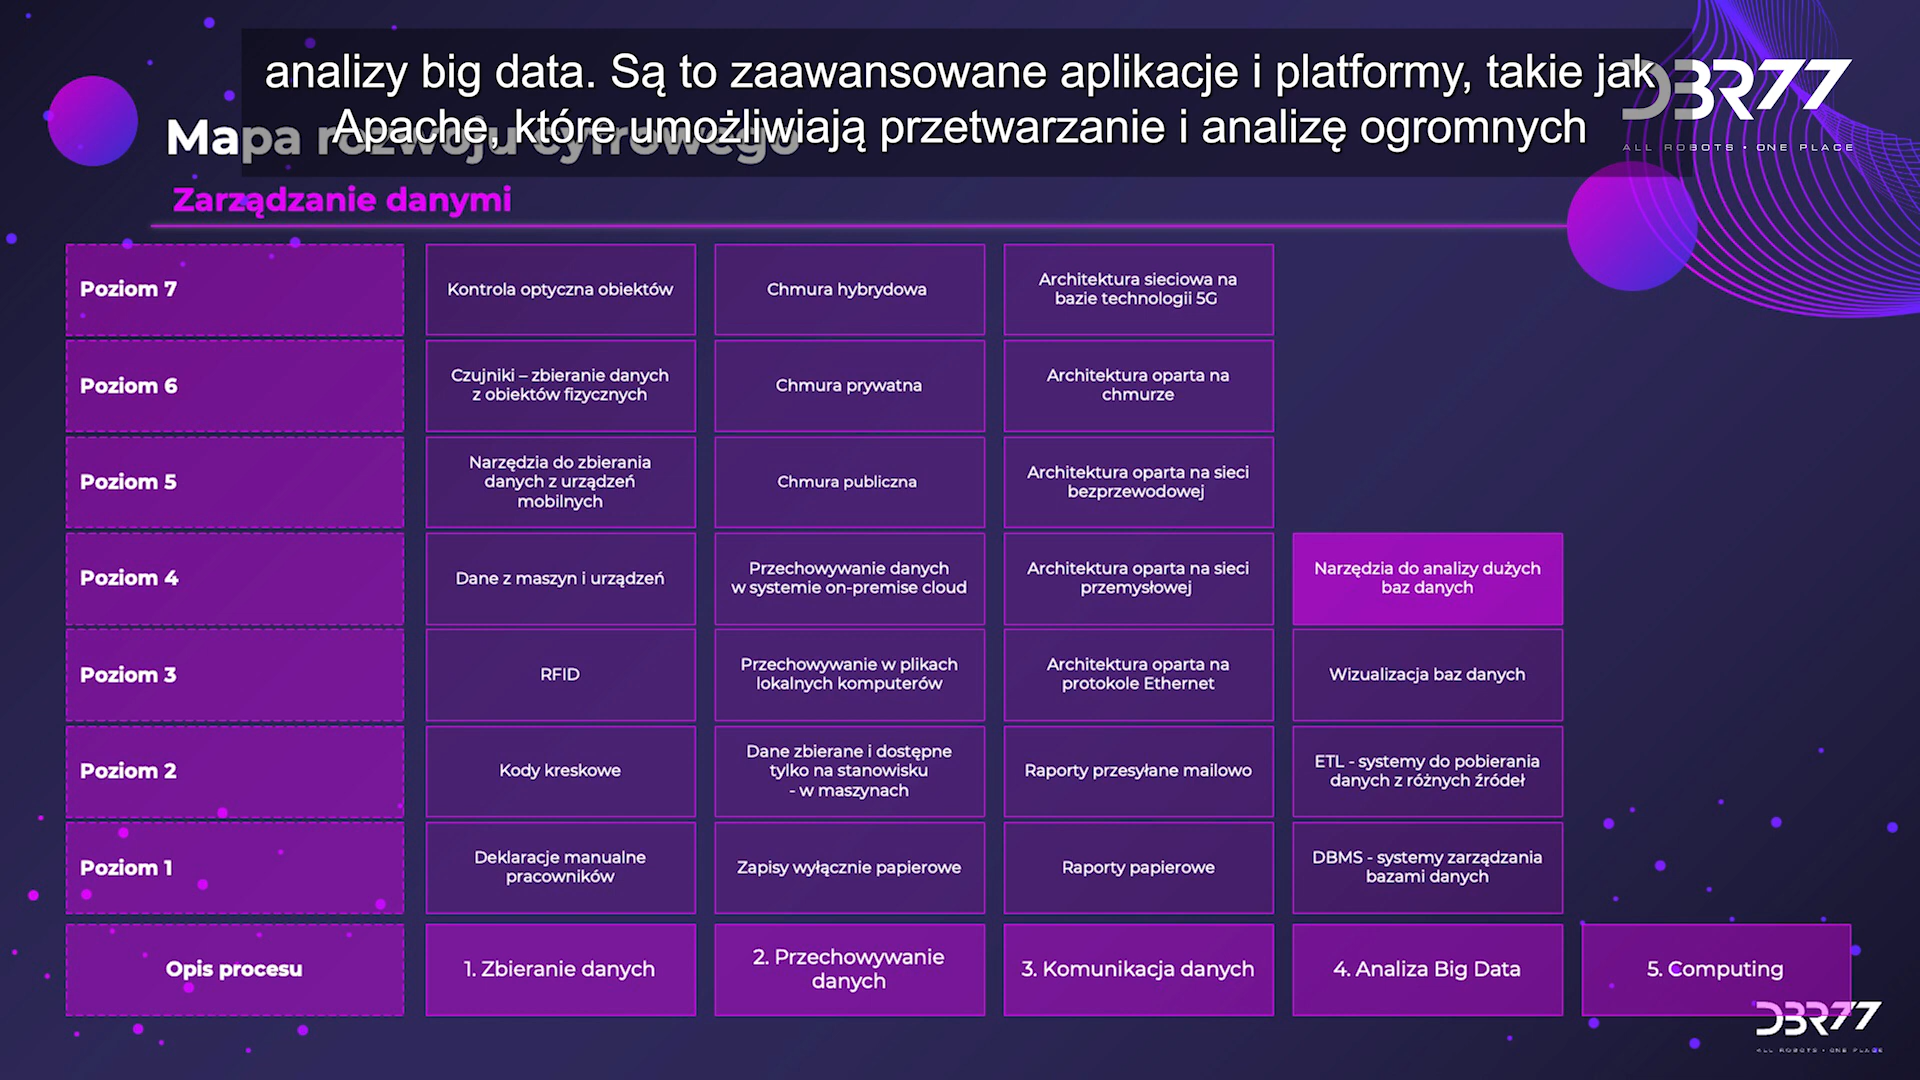 analizy big data. Są to zaawansowane aplikacje i platformy, takie jak
Apache, które umożliwiają przetwarzanie i analizę ogromnych
DBR77
ALL ROBOTS • ONE PLACE
Mapa rozwoju cyfrowego
Zarządzanie danymi
Poziom 7
Kontrola optyczna obiektów
Chmura hybrydowa
Architektura sieciowa na
bazie technologii 5G
Poziom 6
Czujniki – zbieranie danych
z obiektów fizycznych
Chmura prywatna
Architektura oparta na
chmurze
Poziom 5
Narzędzia do zbierania
danych z urządzeń
mobilnych
Chmura publiczna
Architektura oparta na sieci
bezprzewodowej
Poziom 4
Dane z maszyn i urządzeń
Przechowywanie danych
w systemie on-premise cloud
Architektura oparta na sieci
przemysłowej
Narzędzia do analizy dużych
baz danych
Poziom 3
RFID
Przechowywanie w plikach
lokalnych komputerów
Architektura oparta na
protokole Ethernet
Wizualizacja baz danych
Poziom 2
Kody kreskowe
Dane zbierane i dostępne
tylko na stanowisku
- w maszynach
Raporty przesyłane mailowo
ETL - systemy do pobierania
danych z różnych źródeł
Poziom 1
Deklaracje manualne
pracowników
Zapisy wyłącznie papierowe
Raporty papierowe
DBMS - systemy zarządzania
bazami danych
Opis procesu
1. Zbieranie danych
2. Przechowywanie
danych
3. Komunikacja danych
4. Analiza Big Data
5. Computing
DBR77
ALL ROBOTS • ONE PLACE